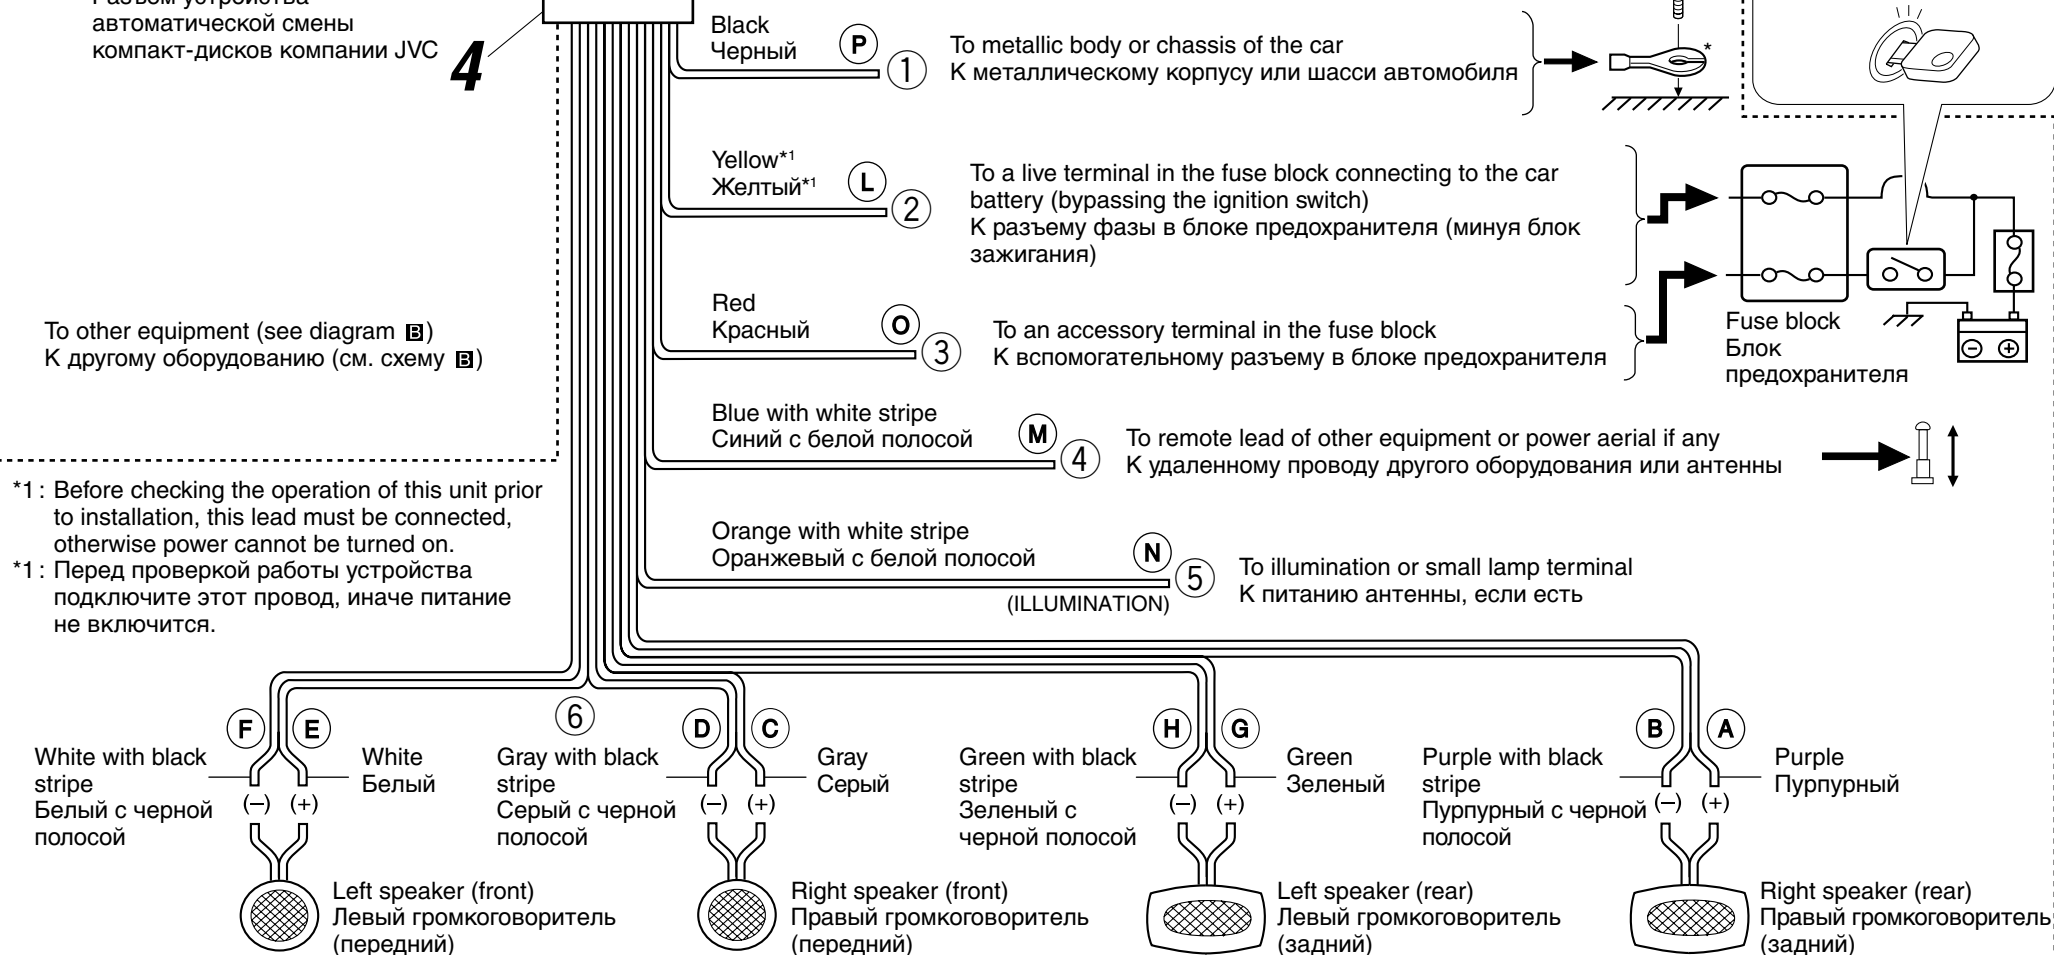 Разъем устройства
автоматической смены
компакт-дисков компании JVC
4
Black
Черный
P
1
To metallic body or chassis of the car
К металлическому корпусу или шасси автомобиля
*
Yellow*1
Желтый*1
L
2
To a live terminal in the fuse block connecting to the car
battery (bypassing the ignition switch)
К разъему фазы в блоке предохранителя (минуя блок
зажигания)
Red
Красный
O
3
To an accessory terminal in the fuse block
К вспомогательному разъему в блоке предохранителя
Fuse block
Блок
предохранителя
To other equipment (see diagram B)
К другому оборудованию (см. схему B)
Blue with white stripe
Синий с белой полосой
M
4
To remote lead of other equipment or power aerial if any
К удаленному проводу другого оборудования или антенны
*1: Before checking the operation of this unit prior
to installation, this lead must be connected,
otherwise power cannot be turned on.
*1: Перед проверкой работы устройства
подключите этот провод, иначе питание
не включится.
Orange with white stripe
Оранжевый с белой полосой
N
5
(ILLUMINATION)
To illumination or small lamp terminal
К питанию антенны, если есть
6
F E
White with black
stripe
Белый с черной
полосой
White
Белый
(–) (+)
Left speaker (front)
Левый громкоговоритель
(передний)
D C
Gray with black
stripe
Серый с черной
полосой
Gray
Серый
(–) (+)
Right speaker (front)
Правый громкоговоритель
(передний)
H G
Green with black
stripe
Зеленый с
черной полосой
Green
Зеленый
(–) (+)
Left speaker (rear)
Левый громкоговоритель
(задний)
B A
Purple with black
stripe
Пурпурный с черной
полосой
Purple
Пурпурный
(–) (+)
Right speaker (rear)
Правый громкоговоритель
(задний)